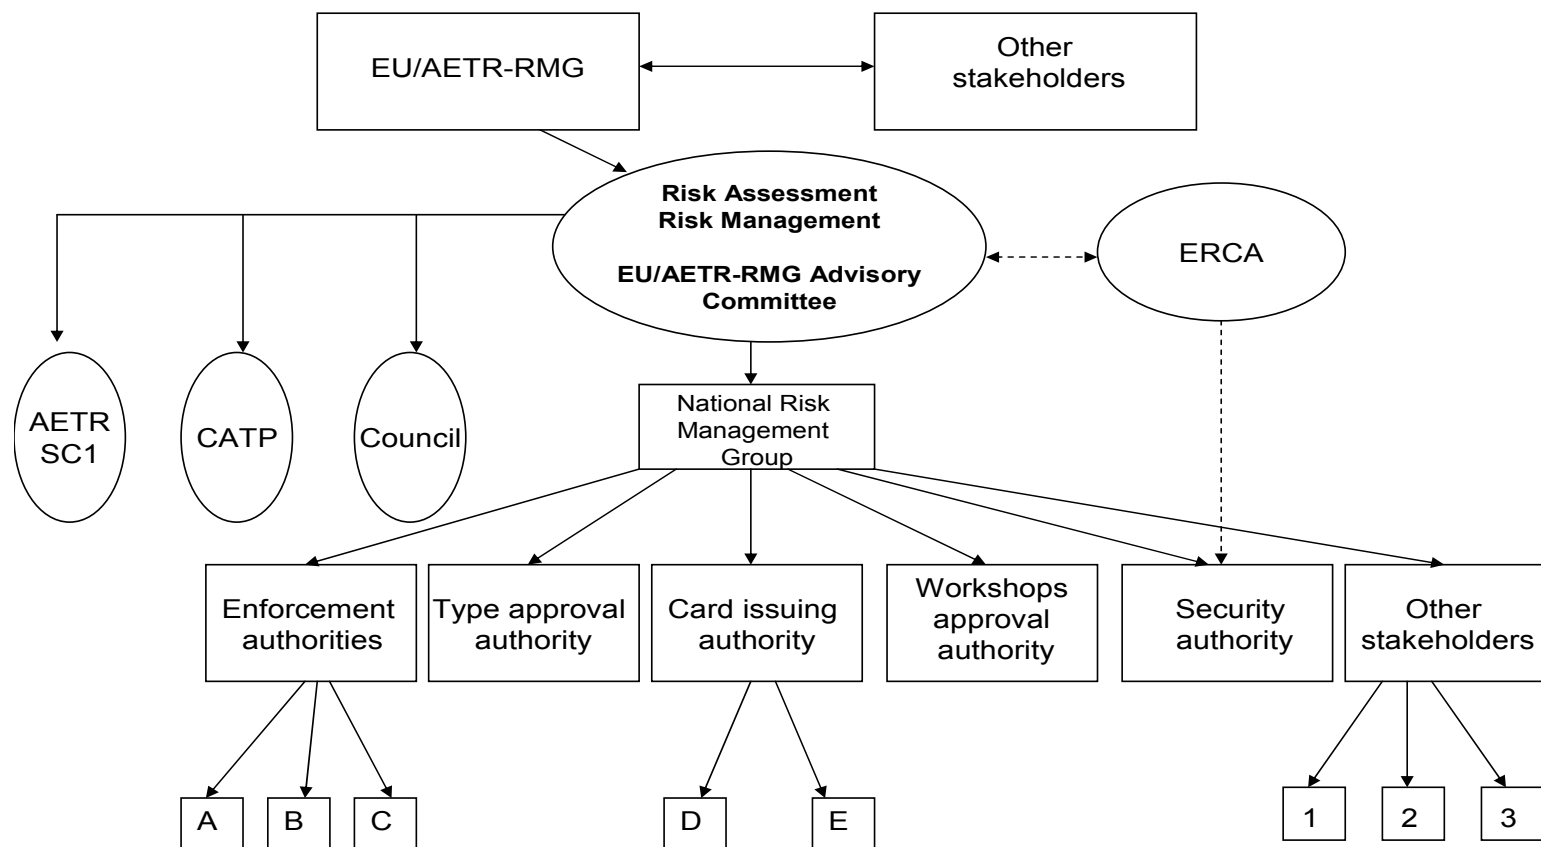 EU/AETR-RMG
Other
stakeholders
Risk Assessment
Risk Management
EU/AETR-RMG Advisory
Committee
ERCA
AETR
SC1
CATP
Council
National Risk
Management
Group
Enforcement
authorities
Type approval
authority
Card issuing
authority
Workshops
approval
authority
Security
authority
Other
stakeholders
A
B
C
D
E
1
2
3